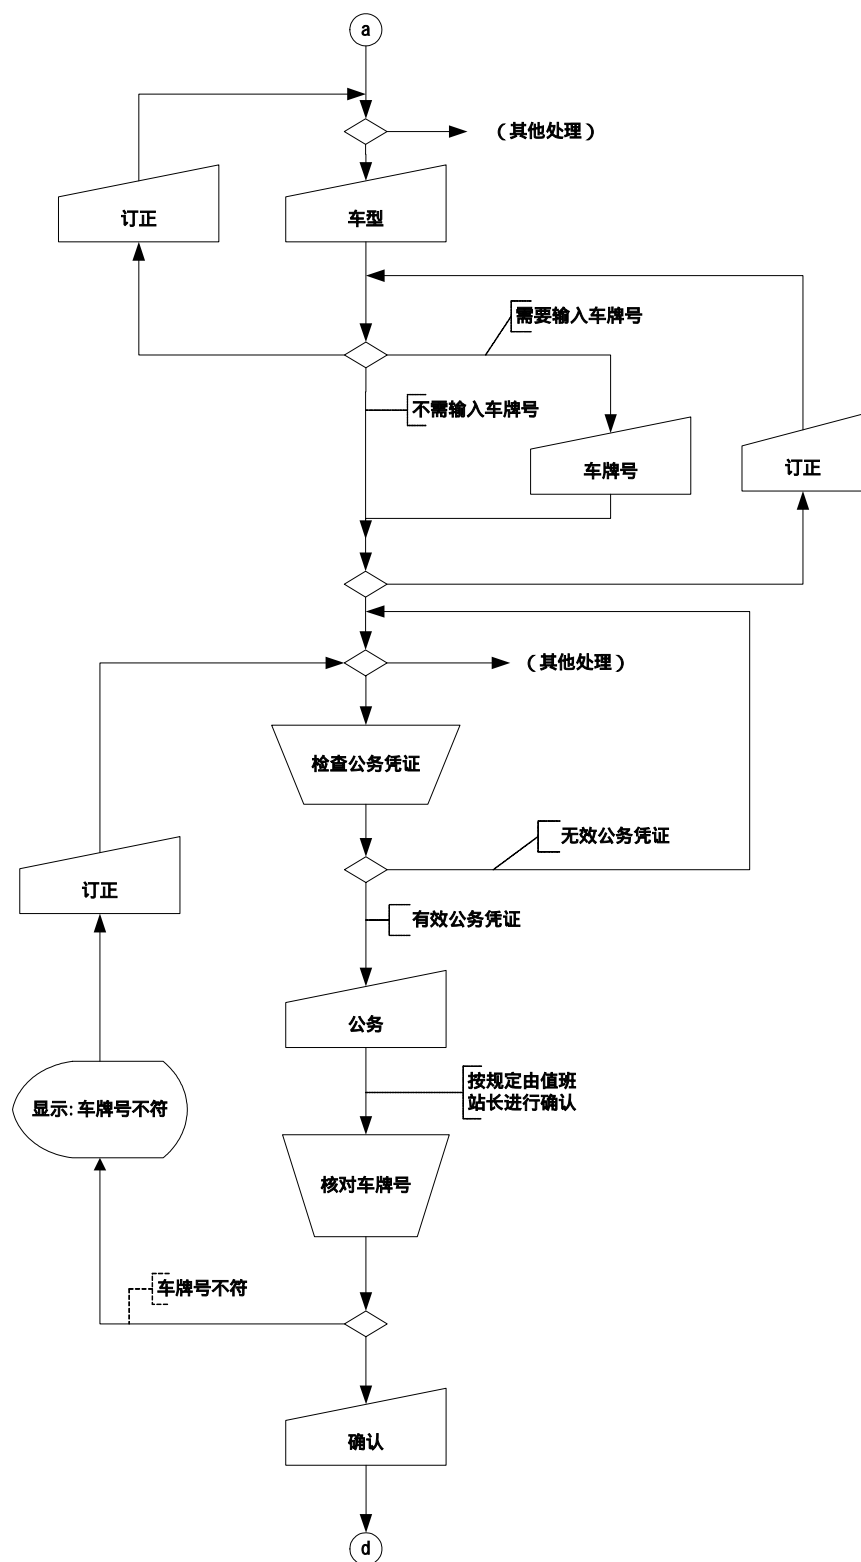 a
（其他处理）
订正
车型
需要输入车牌号
不需输入车牌号
车牌号
订正
（其他处理）
检查公务凭证
无效公务凭证
订正
有效公务凭证
公务
按规定由值班
站长进行确认
显示: 车牌号不符
核对车牌号
车牌号不符
确认
d